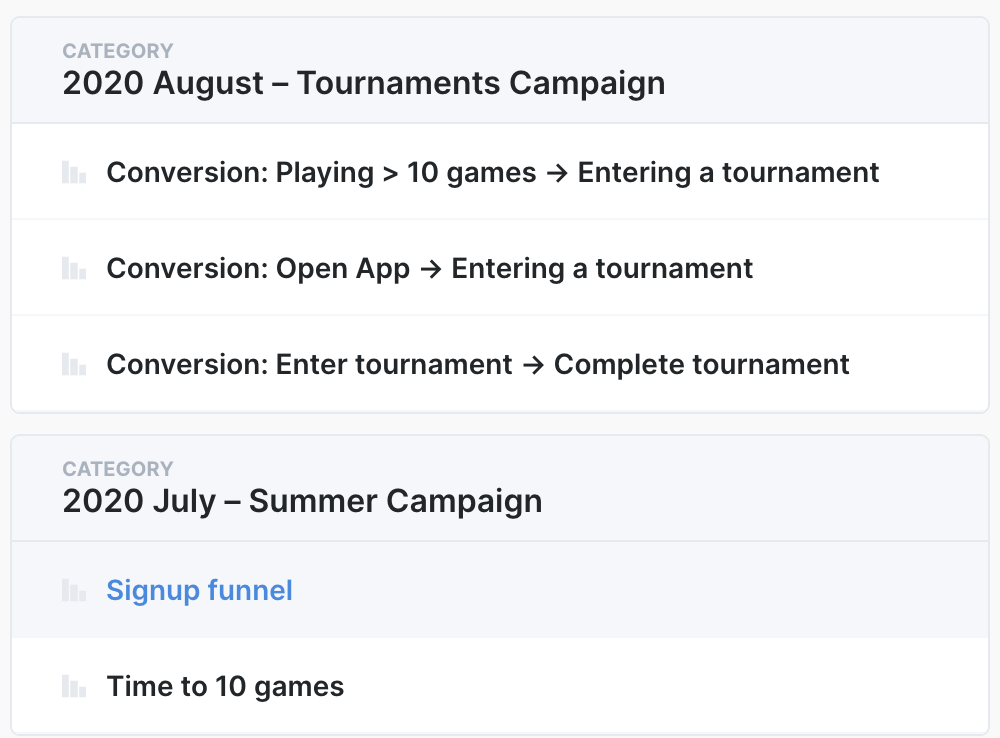 CATEGORY
2020 August – Tournaments Campaign
Conversion: Playing > 10 games → Entering a tournament
Conversion: Open App → Entering a tournament
Conversion: Enter tournament → Complete tournament
CATEGORY
2020 July – Summer Campaign
Signup funnel
Time to 10 games